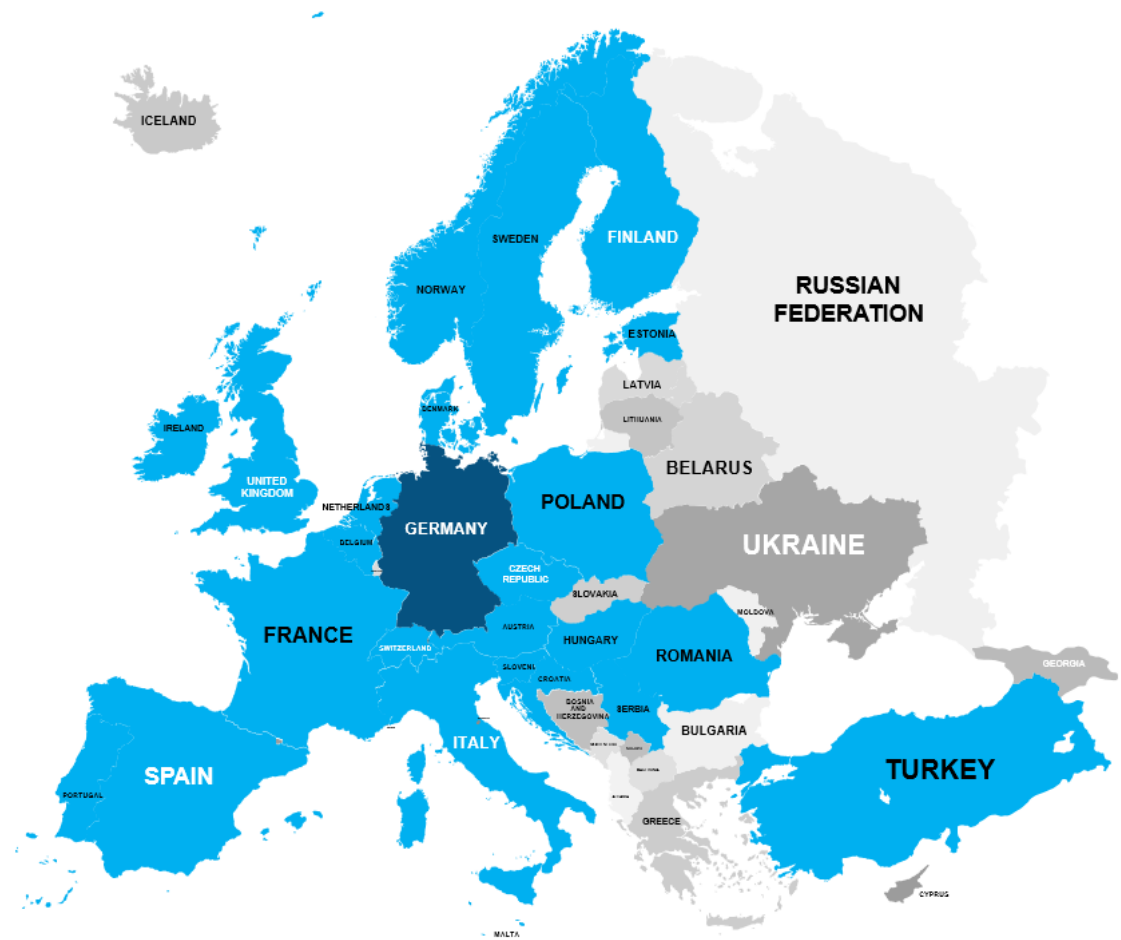 ICELAND
SWEDEN
FINLAND
NORWAY
RUSSIAN
FEDERATION
ESTONIA
LATVIA
DENMARK
LITHUANIA
IRELAND
BELARUS
UNITED
KINGDOM
POLAND
NETHERLANDS
GERMANY
UKRAINE
BELGIUM
CZECH
REPUBLIC
SLOVAKIA
MOLDOVA
FRANCE
AUSTRIA
HUNGARY
SWITZERLAND
ROMANIA
GEORGIA
SLOVENI
CROATIA
BOSNIA
AND
HERZEGOVINA
SERBIA
BULGARIA
ITALY
SPAIN
TURKEY
PORTUGAL
GREECE
CYPRUS
MALTA